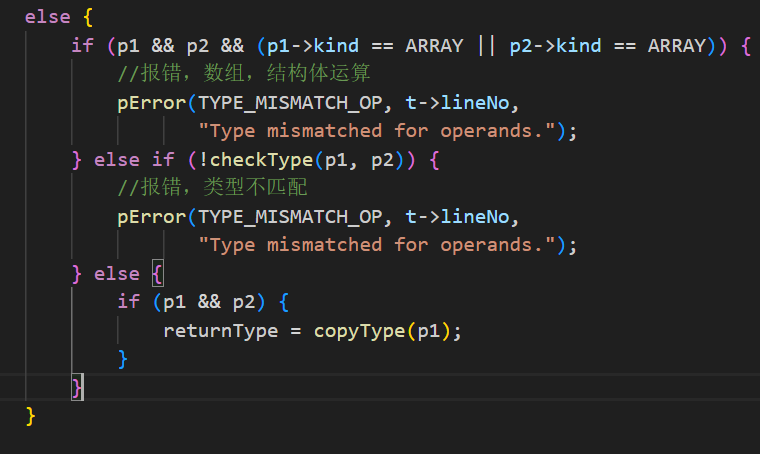 else {
    if (p1 && p2 && (p1->kind == ARRAY || p2->kind == ARRAY)) {
        //报错，数组，结构体运算
        pError(TYPE_MISMATCH_OP, t->lineNo,
               "Type mismatched for operands.");
    } else if (!checkType(p1, p2)) {
        //报错，类型不匹配
        pError(TYPE_MISMATCH_OP, t->lineNo,
               "Type mismatched for operands.");
    } else {
        if (p1 && p2) {
            returnType = copyType(p1);
        }
    }
}